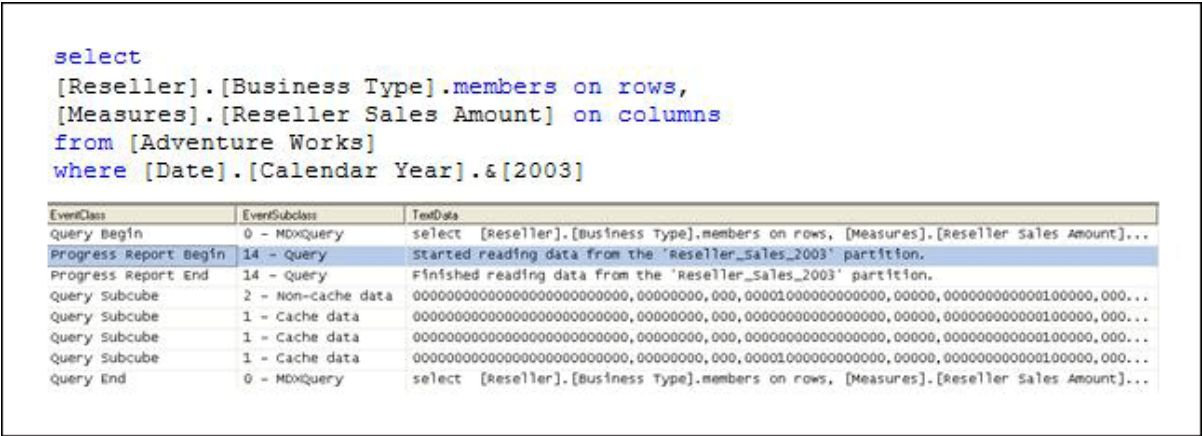 select
[Reseller].[Business Type].members on rows,
[Measures].[Reseller Sales Amount] on columns
from [Adventure Works]
where [Date].[Calendar Year].&[2003]
EventClass EventSubclass TextData
Query Begin 0 - MDXQuery select [Reseller].[Business Type].members on rows, [Measures].[Reseller Sales Amount]...
Progress Report Begin 14 - Query Started reading data from the 'Reseller_Sales_2003' partition.
Progress Report End 14 - Query Finished reading data from the 'Reseller_Sales_2003' partition.
Query Subcube 2 - Non-cache data
Query Subcube 1 - Cache data
Query Subcube 1 - Cache data
Query Subcube 1 - Cache data
Query End 0 - MDXQuery select [Reseller].[Business Type].members on rows, [Measures].[Reseller Sales Amount]...